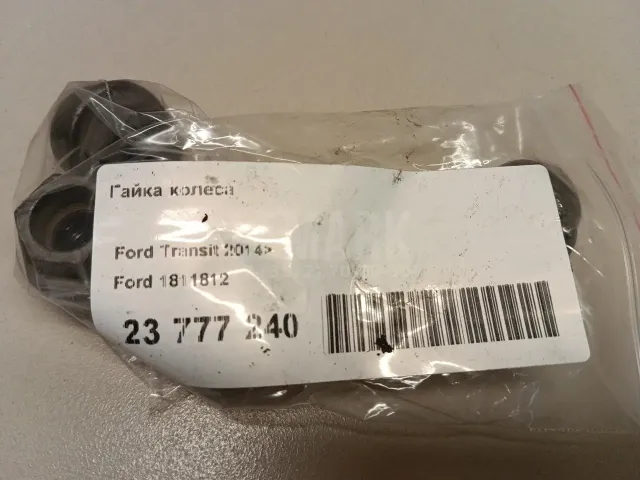 Гайка колеса
Ford Transit 2014>
Ford 1811812
23 777 240